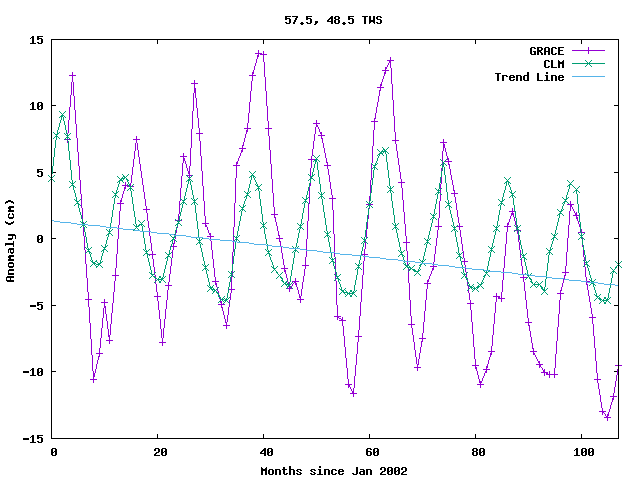 57.5, 48.5 TWS
GRACE
CLM
Trend Line
15
10
5
0
-5
-10
-15
Anomaly (cm)
0 20 40 60 80 100
Months since Jan 2002